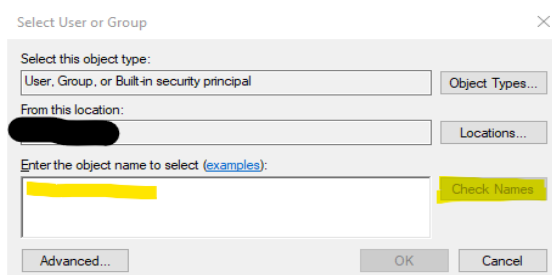 Select User or Group
Select this object type:
User, Group, or Built-in security principal
Object Types...
From this location:
Locations...
Enter the object name to select (examples):
Check Names
Advanced...
OK
Cancel